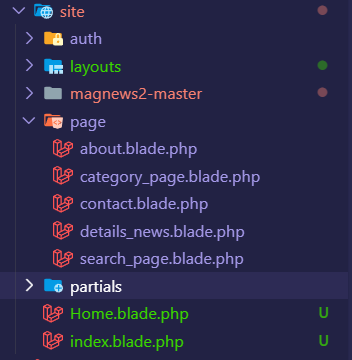 site
auth
layouts
magnews2-master
page
about.blade.php
category_page.blade.php
contact.blade.php
details_news.blade.php
search_page.blade.php
partials
Home.blade.php U
index.blade.php U